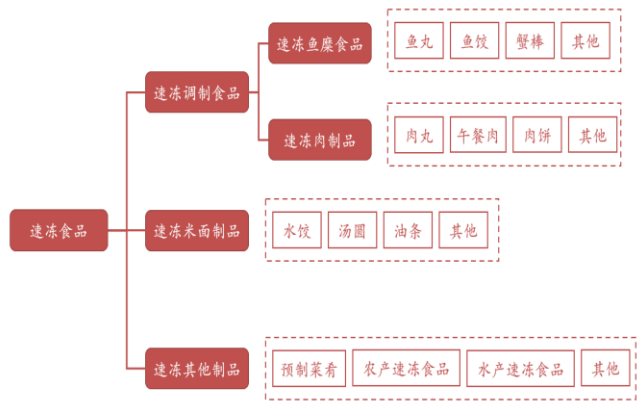 速冻鱼糜食品
鱼丸 鱼饺 蟹棒 其他
速冻调制食品
速冻肉制品
肉丸 午餐肉 肉饼 其他
速冻食品
速冻米面制品
水饺 汤圆 油条 其他
速冻其他制品
预制菜肴 农产速冻食品 水产速冻食品 其他